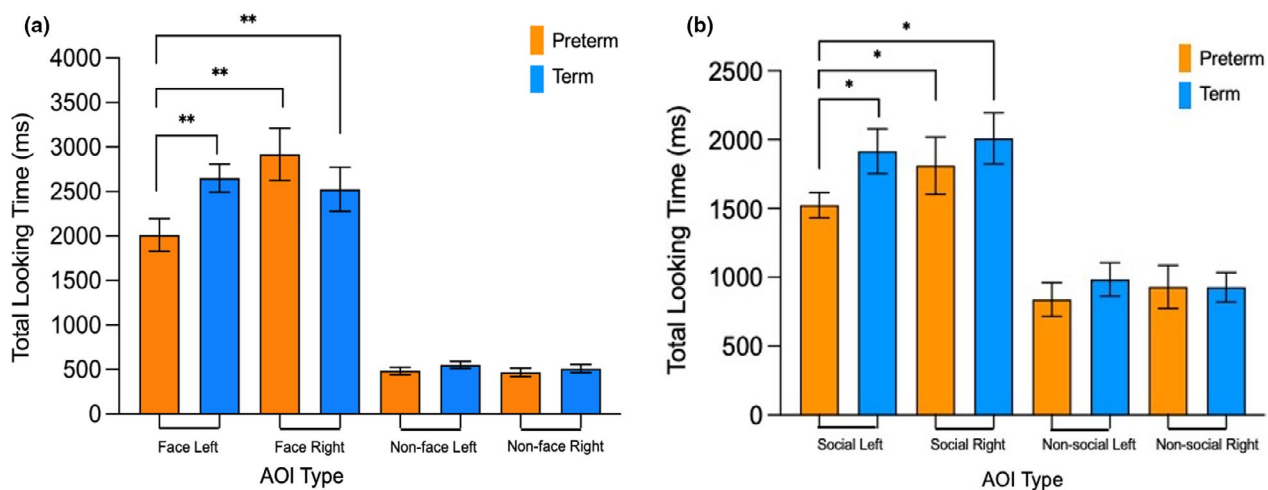 (a)
**
**
**
Preterm
Term
Total Looking Time (ms)
4000
3500
3000
2500
2000
1500
1000
500
0
Face Left
Face Right
Non-face Left
Non-face Right
AOI Type
(b)
*
*
*
Preterm
Term
Total Looking Time (ms)
2500
2000
1500
1000
500
0
Social Left
Social Right
Non-social Left
Non-social Right
AOI Type